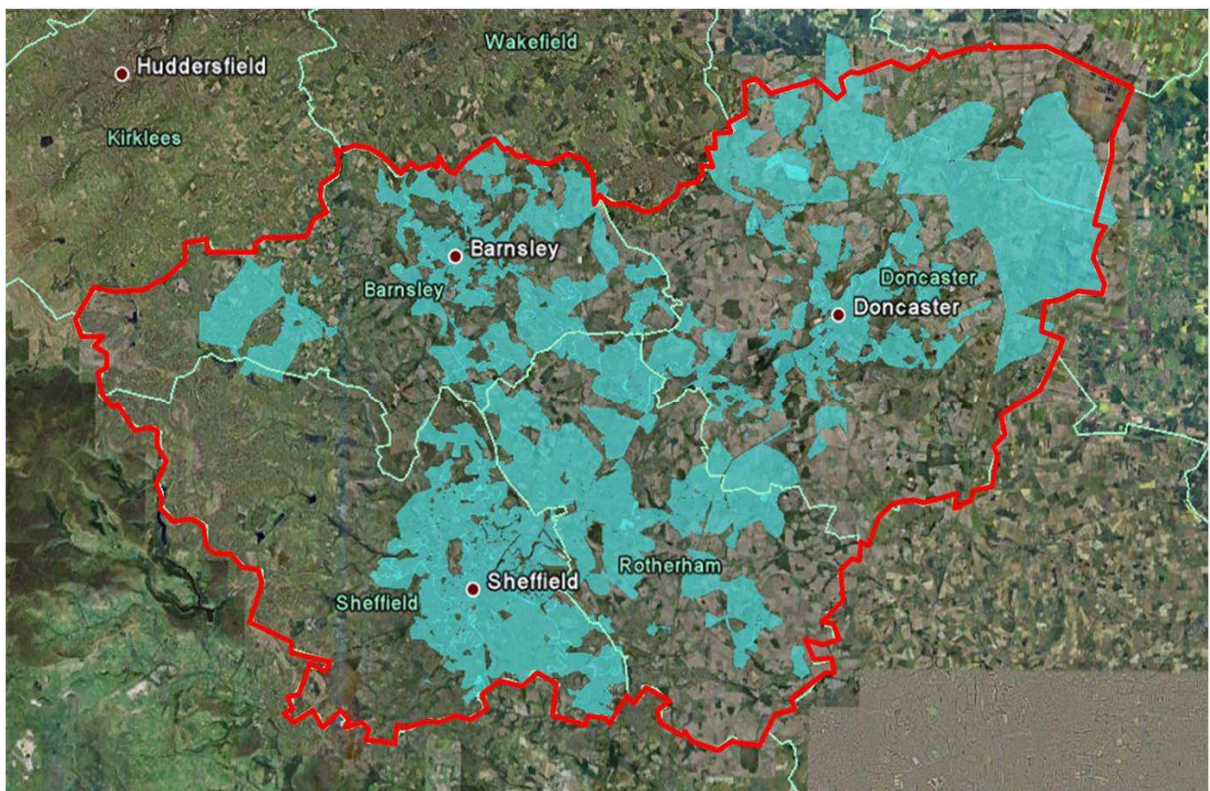 Wakefield
Huddersfield
Kirklees
Barnsley
Barnsley
Doncaster
Doncaster
Rotherham
Sheffield
Sheffield